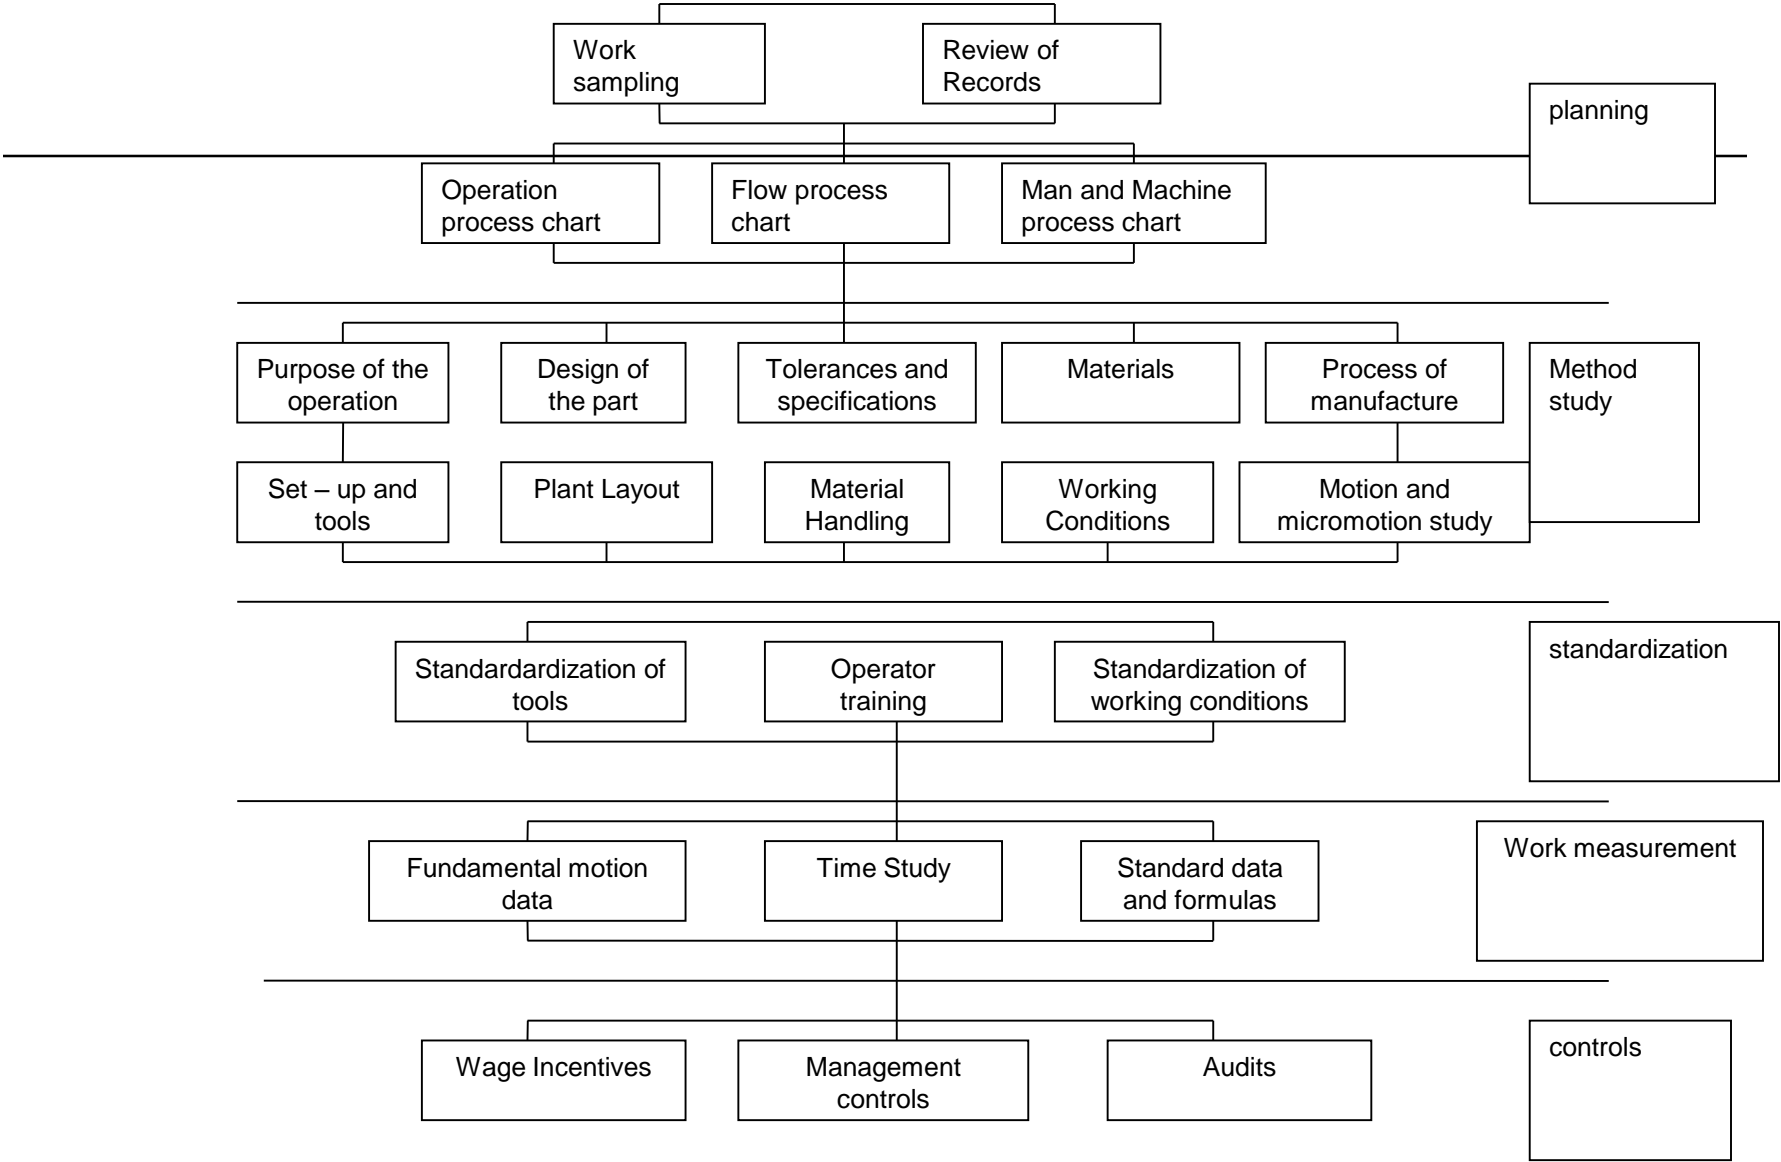 Work
sampling
Review of
Records
planning
Operation
process chart
Flow process
chart
Man and Machine
process chart
Purpose of the
operation
Design of
the part
Tolerances and
specifications
Materials
Process of
manufacture
Method
study
Set – up and
tools
Plant Layout
Material
Handling
Working
Conditions
Motion and
micromotion study
Standardardization of
tools
Operator
training
Standardization of
working conditions
standardization
Fundamental motion
data
Time Study
Standard data
and formulas
Work measurement
Wage Incentives
Management
controls
Audits
controls